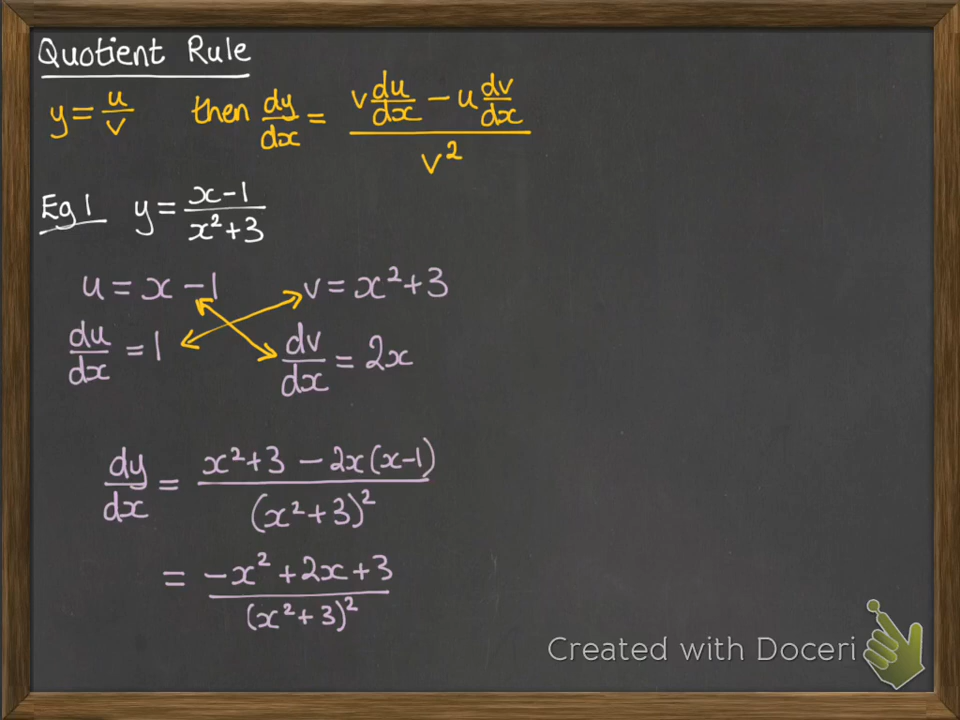 Quotient Rule
y = u/v then dy/dx = (v du/dx − u dv/dx)/v²
Eg 1 y = (x−1)/(x²+3)
u = x − 1 v = x² + 3
du/dx = 1 dv/dx = 2x
dy/dx = (x²+3 − 2x(x−1))/(x²+3)²
= (−x² + 2x + 3)/(x²+3)²
Created with Doceri